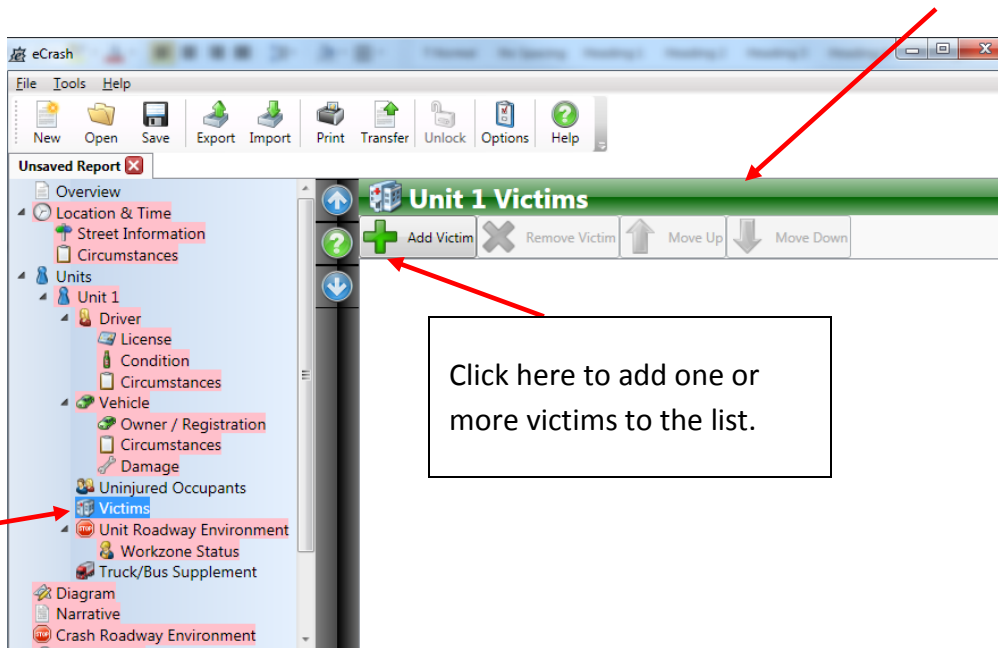 eCrash
File Tools Help
New Open Save Export Import Print Transfer Unlock Options Help
Unsaved Report
Overview
Location & Time
Street Information
Circumstances
Units
Unit 1
Driver
License
Condition
Circumstances
Vehicle
Owner / Registration
Circumstances
Damage
Uninjured Occupants
Victims
Unit Roadway Environment
Workzone Status
Truck/Bus Supplement
Diagram
Narrative
Crash Roadway Environment
Unit 1 Victims
Add Victim Remove Victim Move Up Move Down
Click here to add one or
more victims to the list.